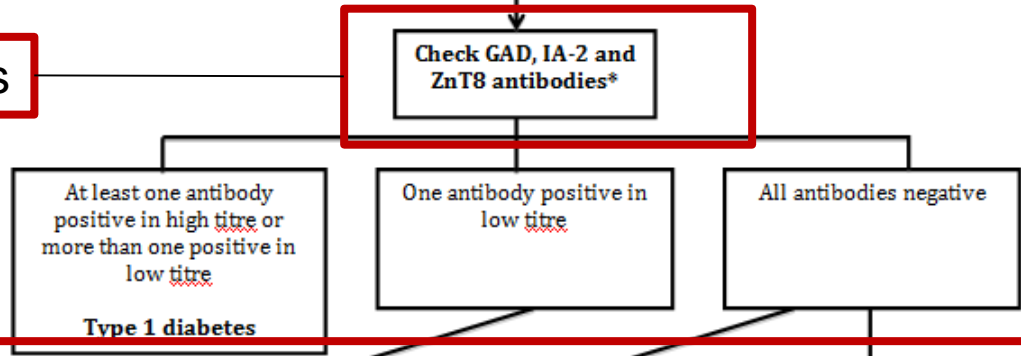 s
Check GAD, IA-2 and
ZnT8 antibodies*
At least one antibody
positive in high titre or
more than one positive in
low titre
Type 1 diabetes
One antibody positive in
low titre
All antibodies negative